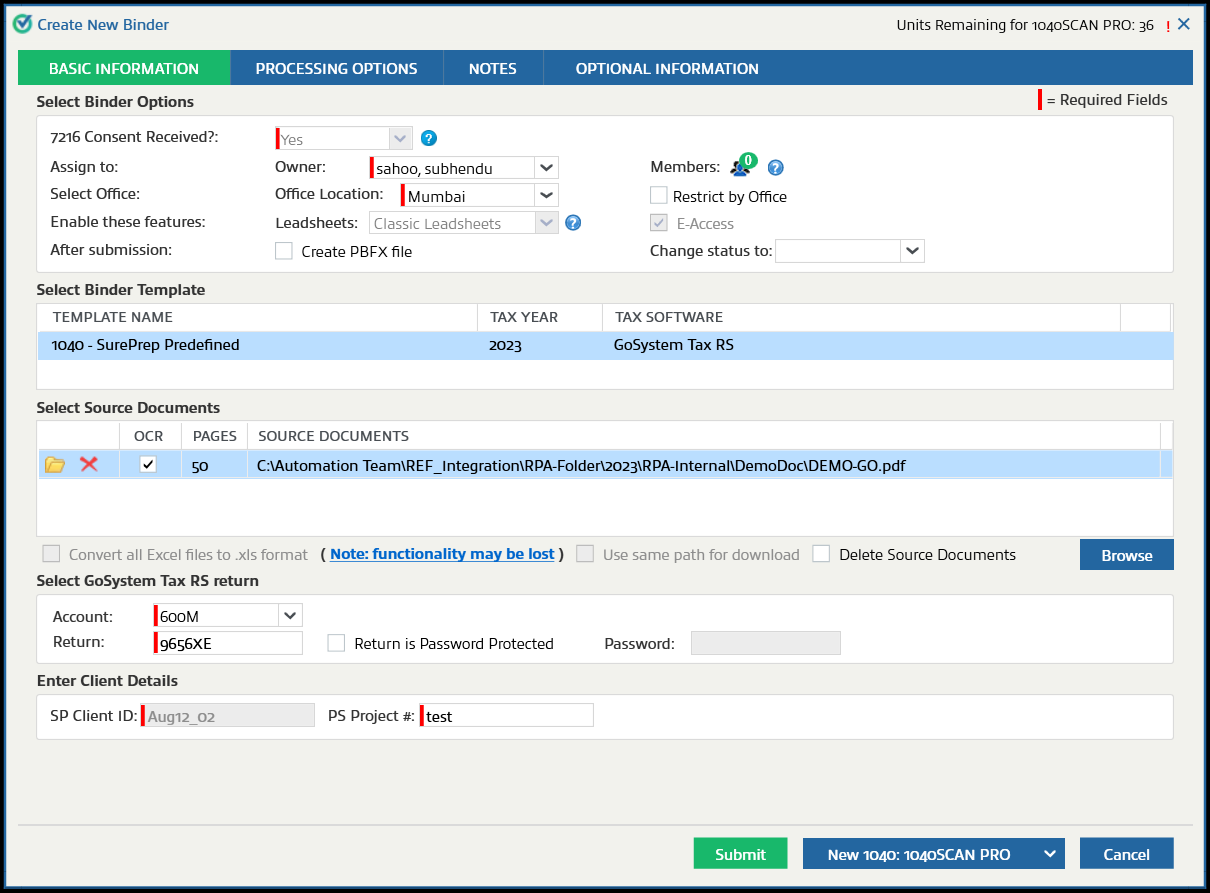 Create New Binder
Units Remaining for 1040SCAN PRO: 36 !
BASIC INFORMATION PROCESSING OPTIONS NOTES OPTIONAL INFORMATION
Select Binder Options
= Required Fields
7216 Consent Received?: Yes ?
Assign to: Owner: sahoo, subhendu Members: 0 ?
Select Office: Office Location: Mumbai Restrict by Office
Enable these features: Leadsheets: Classic Leadsheets ? E-Access
After submission: Create PBFX file Change status to:
Select Binder Template
TEMPLATE NAME TAX YEAR TAX SOFTWARE
1040 - SurePrep Predefined 2023 GoSystem Tax RS
Select Source Documents
OCR PAGES SOURCE DOCUMENTS
50 C:\Automation Team\REF_Integration\RPA-Folder\2023\RPA-Internal\DemoDoc\DEMO-GO.pdf
Convert all Excel files to .xls format ( Note: functionality may be lost ) Use same path for download Delete Source Documents Browse
Select GoSystem Tax RS return
Account: 600M
Return: 9656XE Return is Password Protected Password:
Enter Client Details
SP Client ID: Aug12_02 PS Project #: test
Submit New 1040: 1040SCAN PRO Cancel